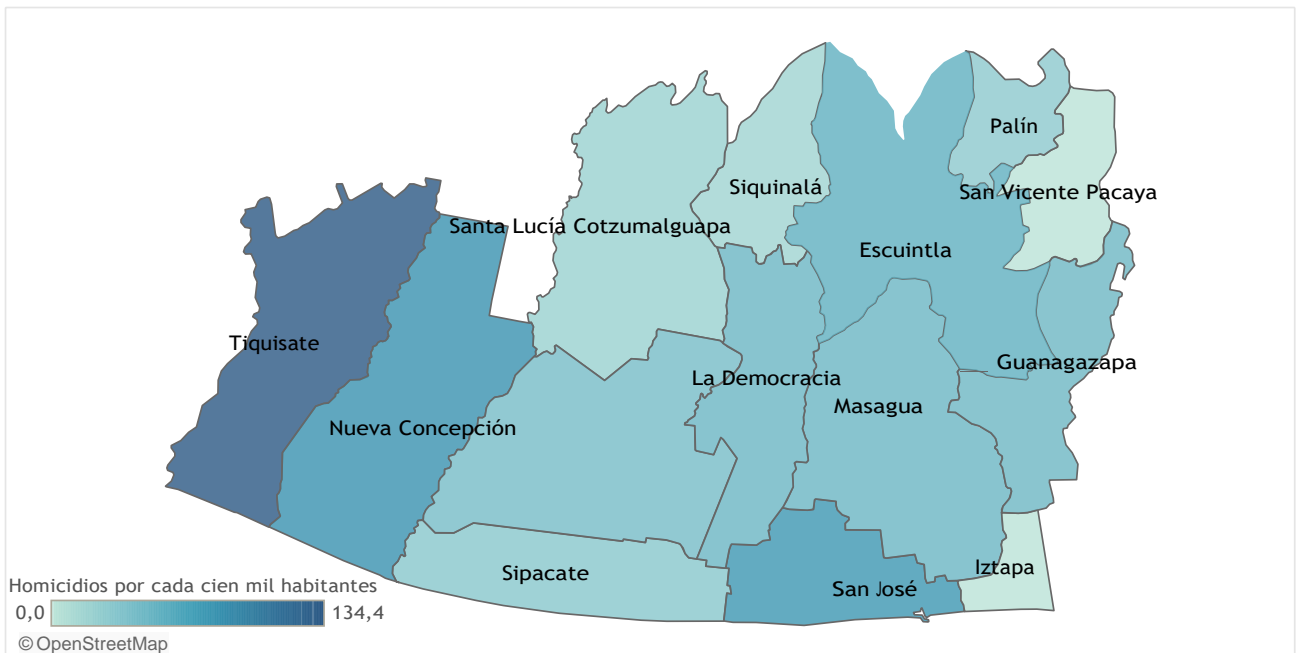 Palín
Siquinalá
San Vicente Pacaya
Santa Lucía Cotzumalguapa
Escuintla
Tiquisate
Guanagazapa
La Democracia
Masagua
Nueva Concepción
Iztapa
Sipacate
San José
Homicidios por cada cien mil habitantes
0,0 134,4
© OpenStreetMap